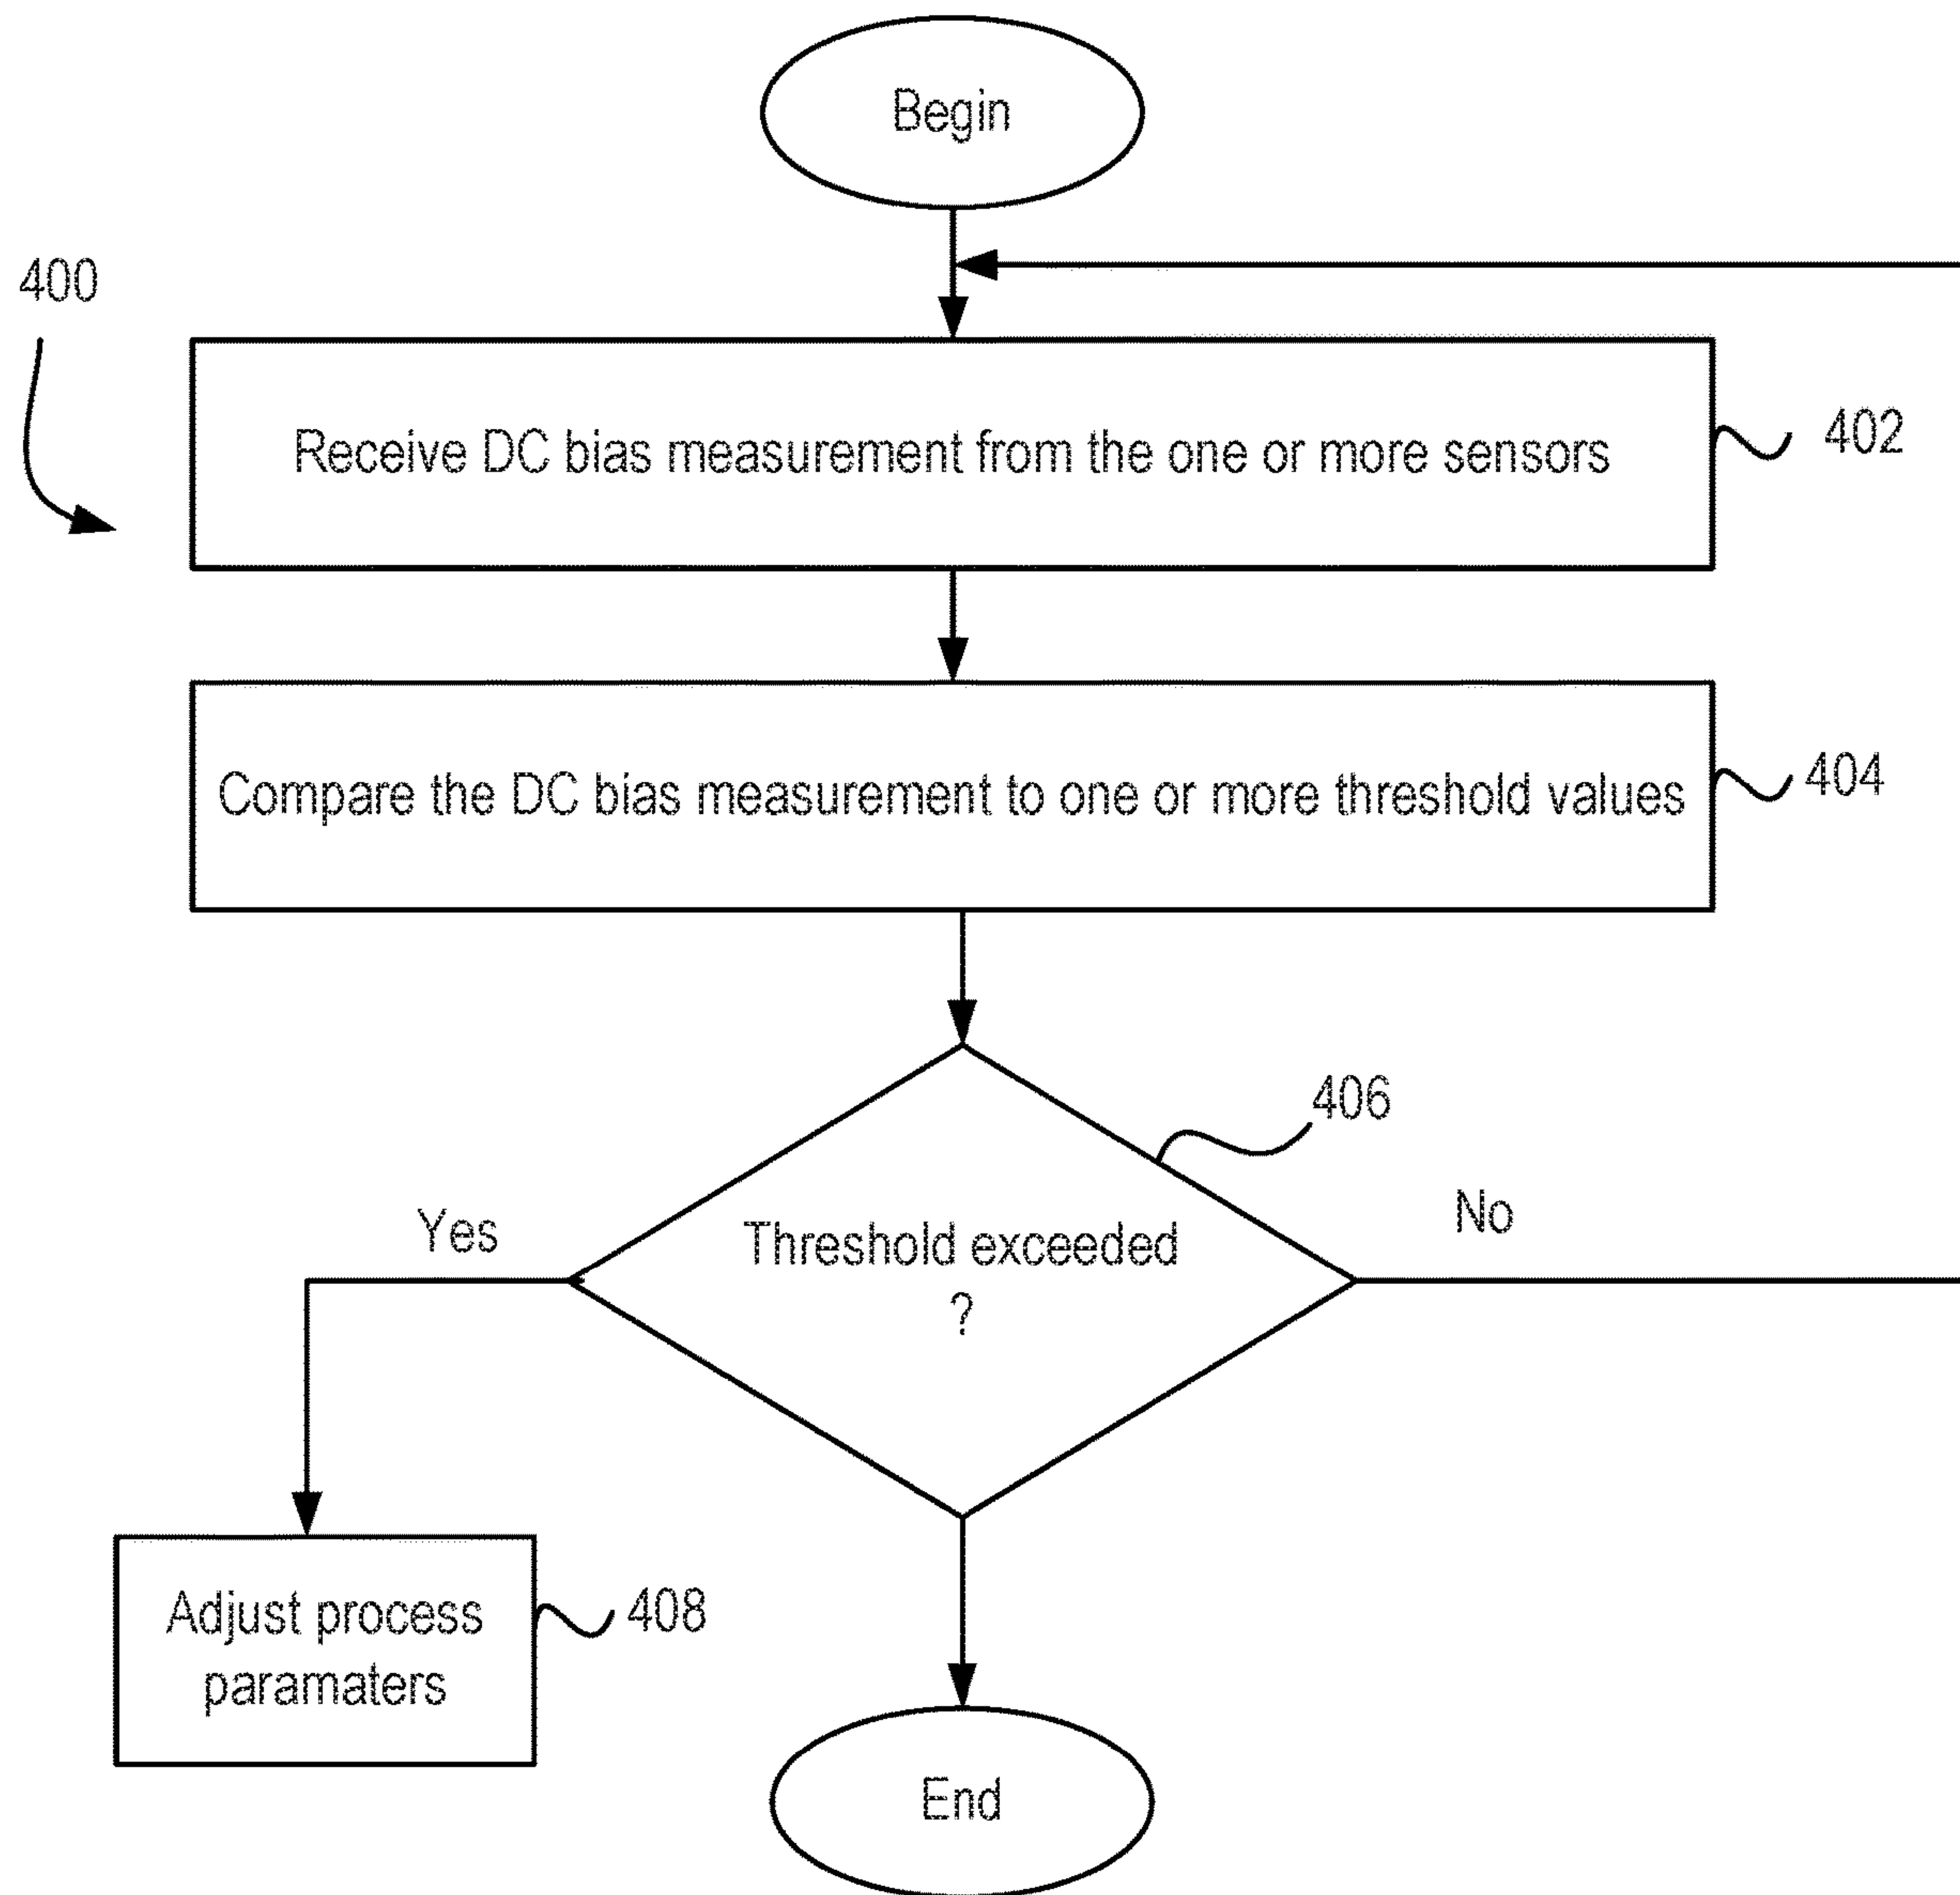 Begin
400
Receive DC bias measurement from the one or more sensors
402
Compare the DC bias measurement to one or more threshold values
404
406
Yes
Threshold exceeded
?
No
Adjust process
paramaters
408
End